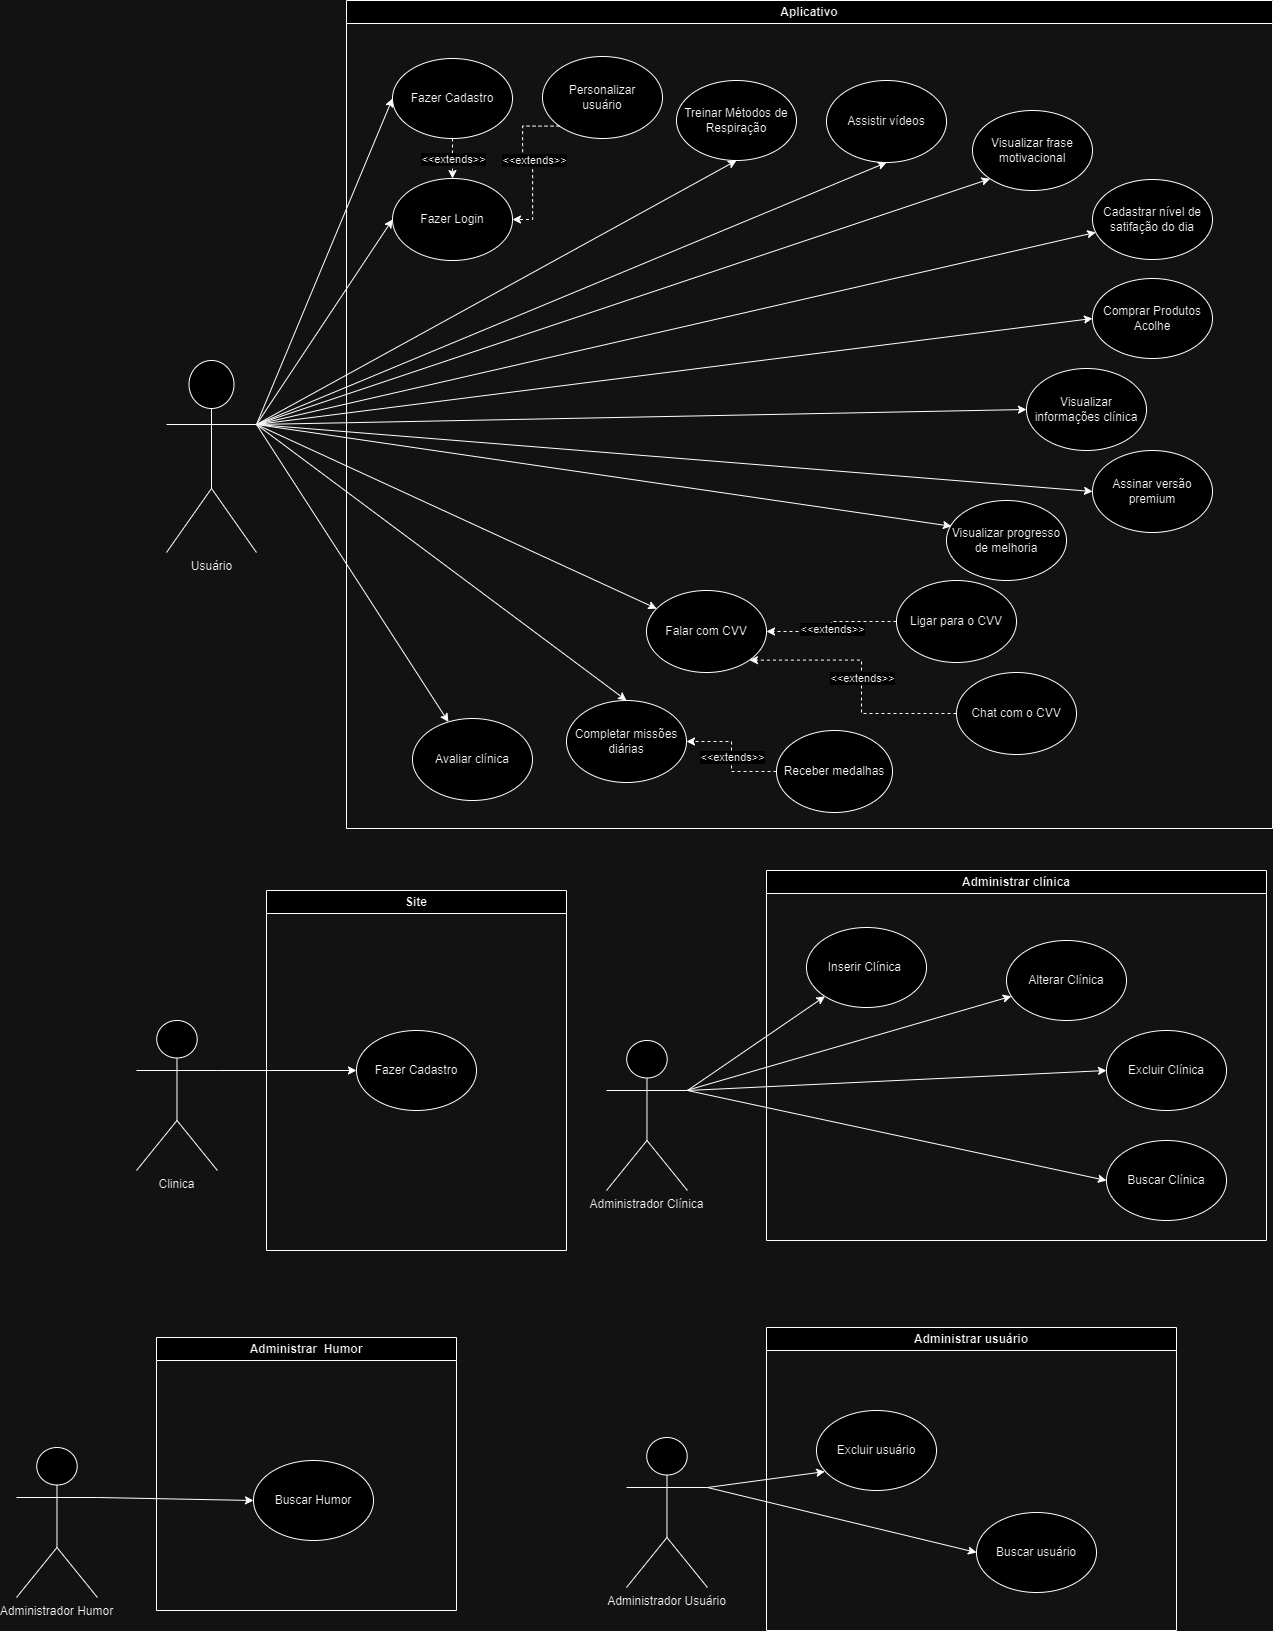 Aplicativo
Fazer Cadastro
Personalizar
usuário
Treinar Métodos de
Respiração
Assistir vídeos
Visualizar frase
motivacional
<<extends>>
<<extends>>
Fazer Login
Cadastrar nível de
satifação do dia
Comprar Produtos
Acolhe
Visualizar
informações clínica
Assinar versão
premium
Visualizar progresso
de melhoria
Usuário
Falar com CVV
<<extends>>
Ligar para o CVV
<<extends>>
Chat com o CVV
Completar missões
diárias
<<extends>>
Receber medalhas
Avaliar clínica
Site
Fazer Cadastro
Clinica
Administrar clínica
Inserir Clínica
Alterar Clínica
Excluir Clínica
Buscar Clínica
Administrador Clínica
Administrar  Humor
Buscar Humor
Administrador Humor
Administrar usuário
Excluir usuário
Buscar usuário
Administrador Usuário